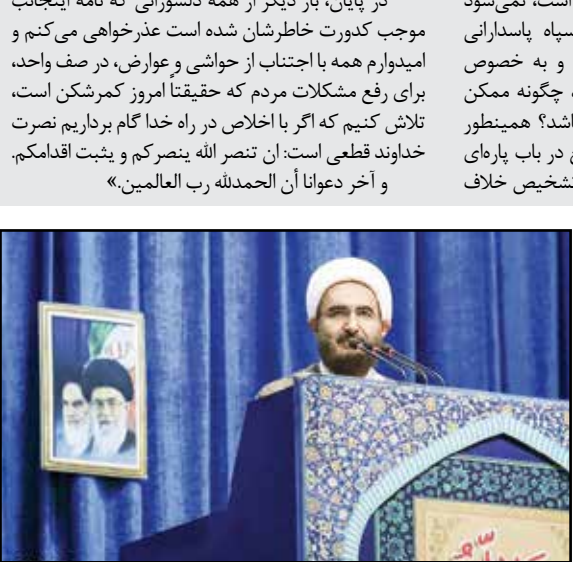 در پایان، بار دیگر از همه دلسوزانی که نامه اینجانب
موجب کدورت خاطرشان شده است عذرخواهی می‌کنم و
امیدوارم همه با اجتناب از حواشی و عوارض، در صف واحد،
برای رفع مشکلات مردم که حقیقتاً امروز کمرشکن است،
تلاش کنیم که اگر با اخلاص در راه خدا گام برداریم نصرت
خداوند قطعی است: ان تنصر الله ینصرکم و یثبت اقدامکم.
و آخر دعوانا أن الحمدلله رب العالمین.»
است، نمی‌شود
سپاه پاسدارانی
و به خصوص
چگونه ممکن
باشد؟ همینطور
در باب پاره‌ای
تشخیص خلاف